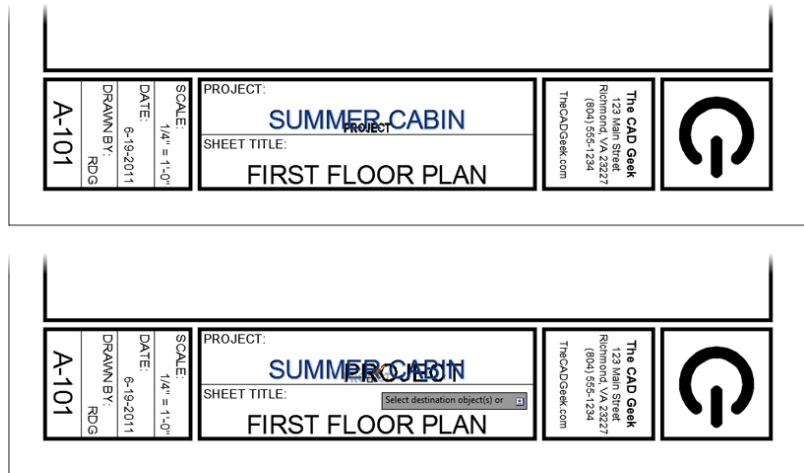 A-101
DRAWN BY:
RDG
DATE:
6-19-2011
SCALE:
1/4" = 1'-0"
PROJECT:
SUMMER CABIN
PROJECT
SHEET TITLE:
FIRST FLOOR PLAN
The CAD Geek
123 Main Street
Richmond, VA 23227
(804) 555-1234
TheCADGeek.com
A-101
DRAWN BY:
RDG
DATE:
6-19-2011
SCALE:
1/4" = 1'-0"
PROJECT:
SUMMER CABIN
PROJECT
SHEET TITLE:
Select destination object(s) or
FIRST FLOOR PLAN
The CAD Geek
123 Main Street
Richmond, VA 23227
(804) 555-1234
TheCADGeek.com